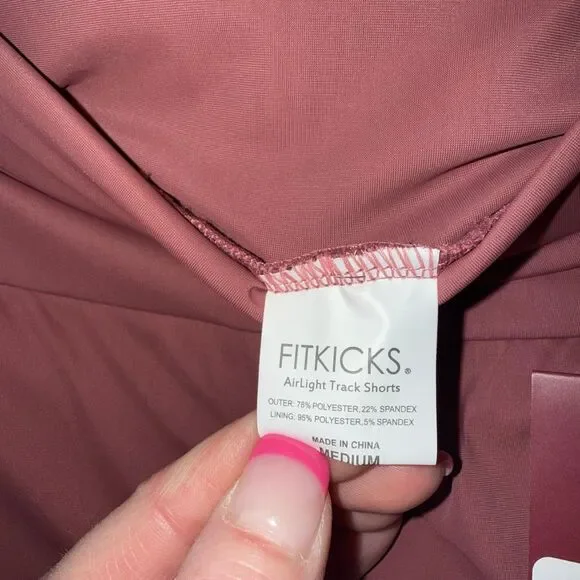 FITKICKS®
AirLight Track Shorts
OUTER: 78% POLYESTER, 22% SPANDEX
LINING: 95% POLYESTER, 5% SPANDEX
MADE IN CHINA
MEDIUM